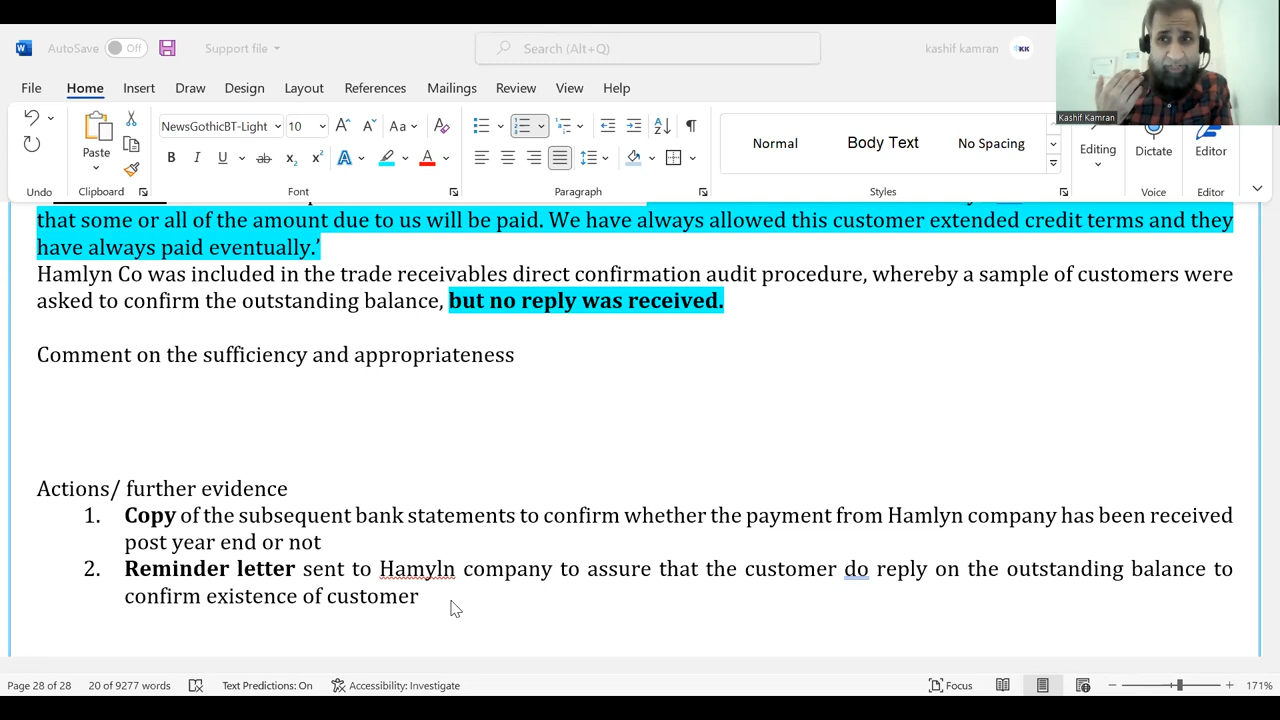 AutoSave Off Support file Search (Alt+Q) kashif kamran KK
Kashif Kamran
File Home Insert Draw Design Layout References Mailings Review View Help
NewsGothicBT-Light 10
Paste Normal Body Text No Spacing Editing Dictate Editor
Undo Clipboard Font Paragraph Styles Voice Editor
that some or all of the amount due to us will be paid. We have always allowed this customer extended credit terms and they
have always paid eventually.’
Hamlyn Co was included in the trade receivables direct confirmation audit procedure, whereby a sample of customers were
asked to confirm the outstanding balance, but no reply was received.
Comment on the sufficiency and appropriateness
Actions/ further evidence
1. Copy of the subsequent bank statements to confirm whether the payment from Hamlyn company has been received
post year end or not
2. Reminder letter sent to Hamyln company to assure that the customer do reply on the outstanding balance to
confirm existence of customer
Page 28 of 28 20 of 9277 words Text Predictions: On Accessibility: Investigate Focus 171%